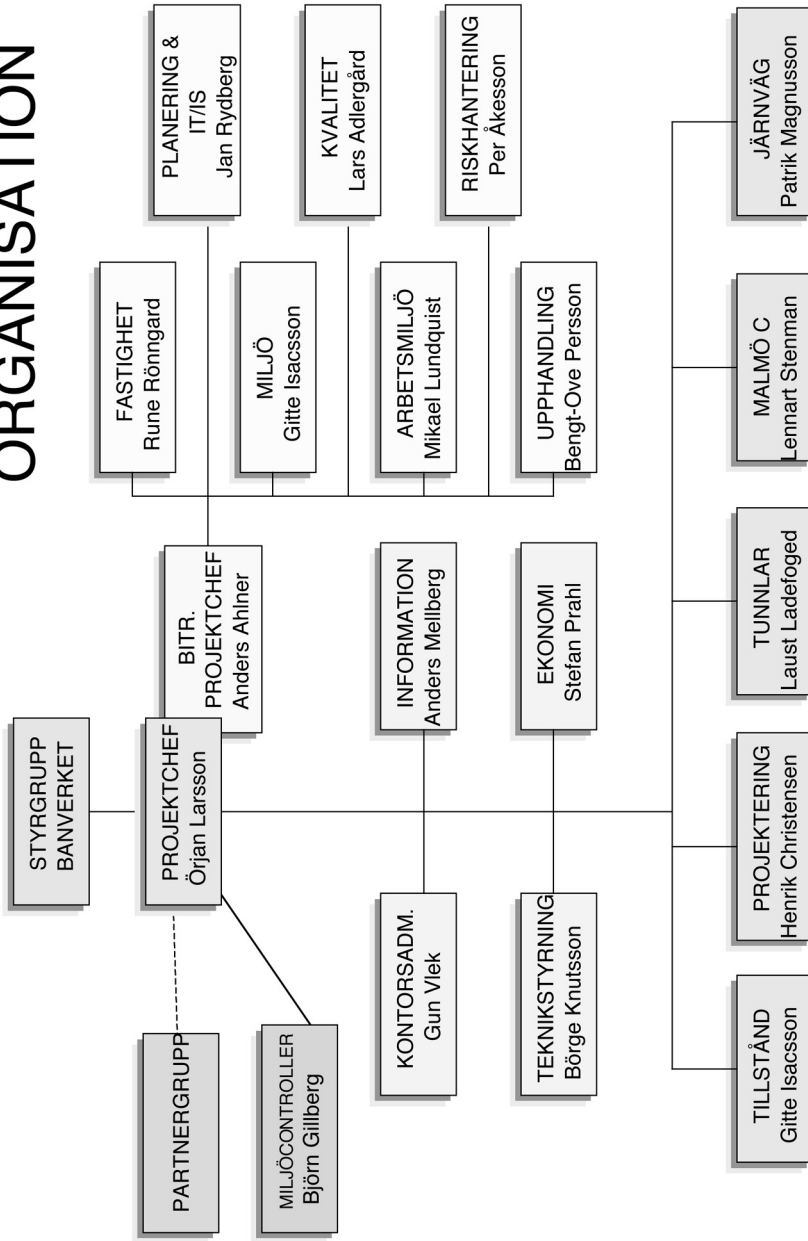 ORGANISATION
STYRGRUPP
BANVERKET
PARTNERGRUPP
PROJEKTCHEF
Örjan Larsson
BITR.
PROJEKTCHEF
Anders Ahlner
MILJÖCONTROLLER
Björn Gillberg
FASTIGHET
Rune Rönngard
PLANERING &
IT/IS
Jan Rydberg
MILJÖ
Gitte Isacsson
KVALITET
Lars Adlergård
ARBETSMILJÖ
Mikael Lundquist
RISKHANTERING
Per Åkesson
UPPHANDLING
Bengt-Ove Persson
KONTORSADM.
Gun Vlek
INFORMATION
Anders Mellberg
TEKNIKSTYRNING
Börge Knutsson
EKONOMI
Stefan Prahl
TILLSTÅND
Gitte Isacsson
PROJEKTERING
Henrik Christensen
TUNNLAR
Laust Ladefoged
MALMÖ C
Lennart Stenman
JÄRNVÄG
Patrik Magnusson